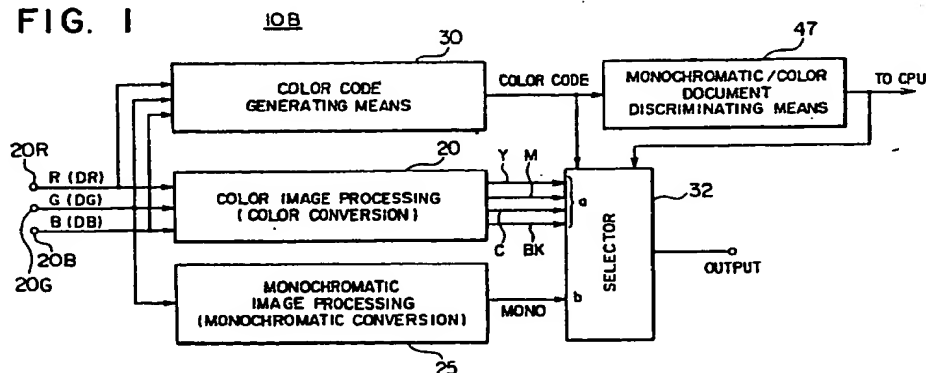 FIG. 1
10B
30
COLOR CODE
GENERATING MEANS
COLOR CODE
47
MONOCHROMATIC/COLOR
DOCUMENT
DISCRIMINATING MEANS
TO CPU
20R
R (DR)
G (DG)
B (DB)
20B
20G
20
COLOR IMAGE PROCESSING
(COLOR CONVERSION)
Y
M
C
BK
a
b
SELECTOR
32
OUTPUT
MONOCHROMATIC
IMAGE PROCESSING
(MONOCHROMATIC CONVERSION)
MONO
25